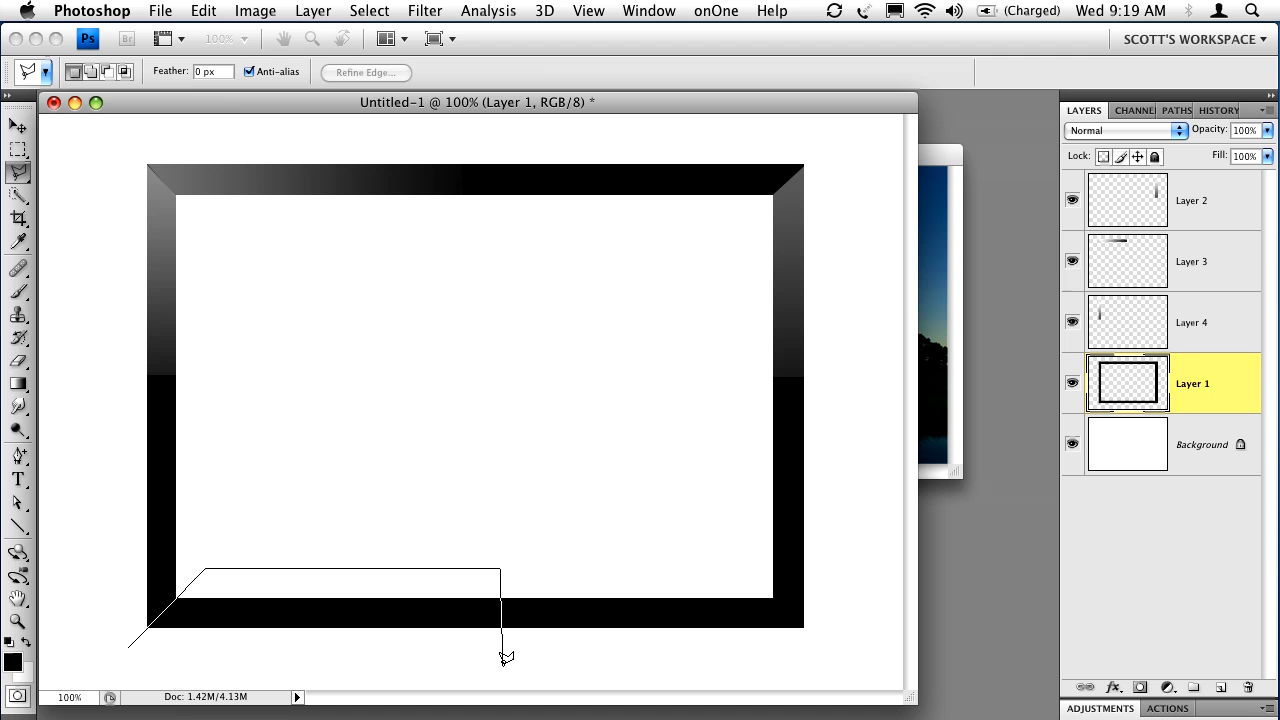 Photoshop File Edit Image Layer Select Filter Analysis 3D View Window onOne Help (Charged) Wed 9:19 AM
Ps Br 100% SCOTT'S WORKSPACE
Feather: 0 px Anti-alias Refine Edge...
Untitled-1 @ 100% (Layer 1, RGB/8) *
LAYERS CHANNE PATHS HISTORY
Normal Opacity: 100%
Lock: Fill: 100%
Layer 2
Layer 3
Layer 4
Layer 1
Background
T
100% Doc: 1.42M/4.13M
fx
ADJUSTMENTS ACTIONS